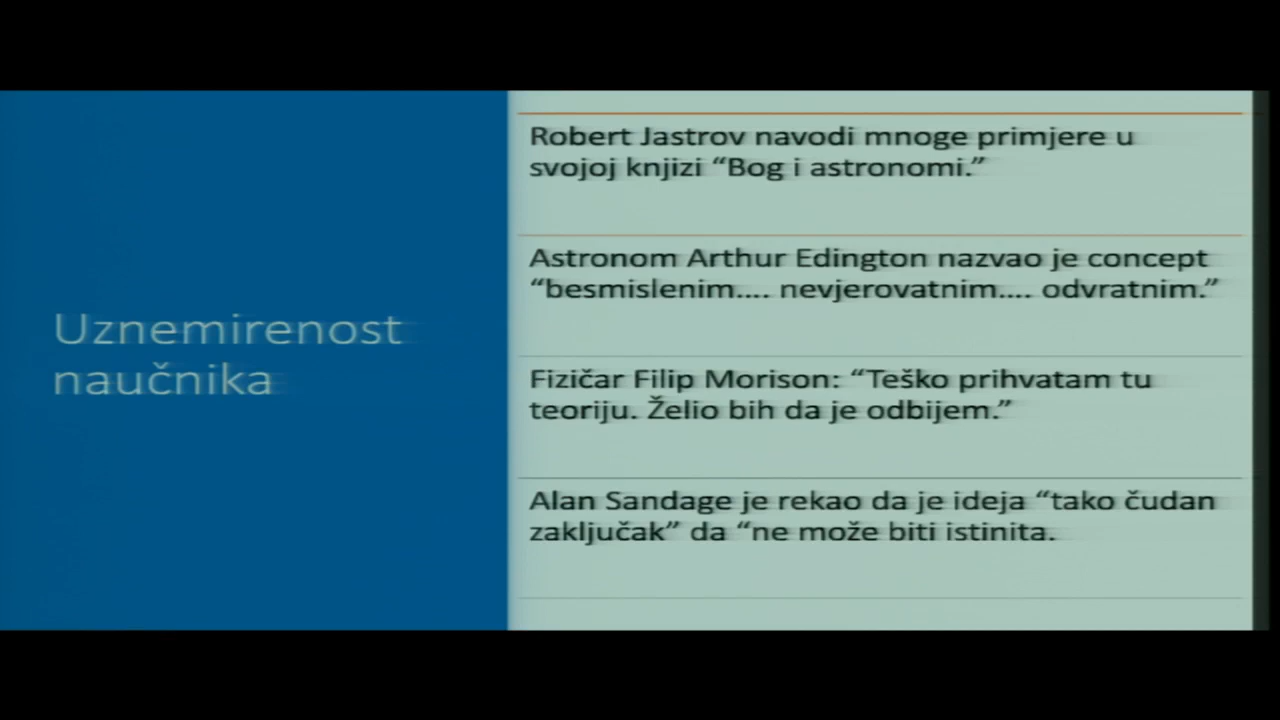 Uznemirenost
naučnika
Robert Jastrov navodi mnoge primjere u
svojoj knjizi “Bog i astronomi.”
Astronom Arthur Edington nazvao je concept
“besmislenim.... nevjerovatnim.... odvratnim.”
Fizičar Filip Morison: “Teško prihvatam tu
teoriju. Želio bih da je odbijem.”
Alan Sandage je rekao da je ideja “tako čudan
zaključak” da “ne može biti istinita.